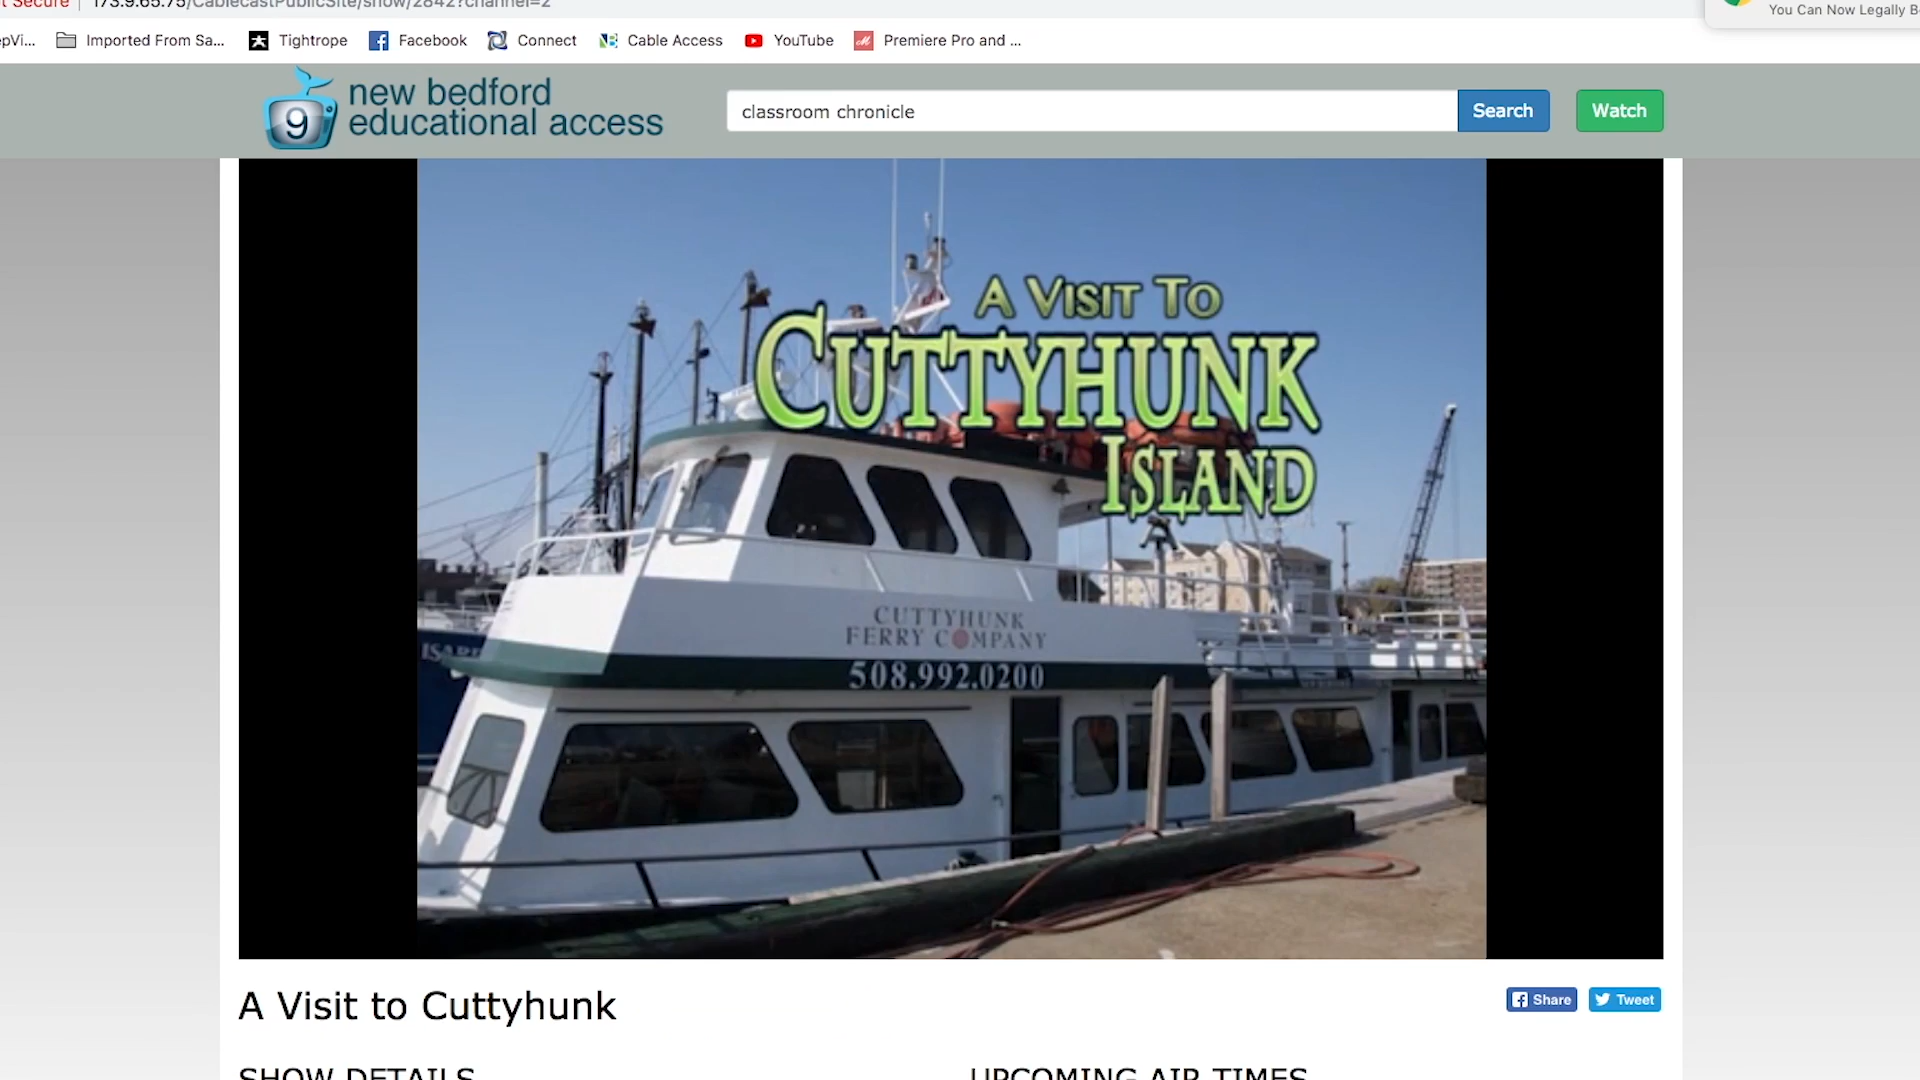 t Secure | 173.9.65.75/CablecastPublicSite/show/2842?channel=2
You Can Now Legally B
epVi... Imported From Sa... Tightrope Facebook Connect Cable Access YouTube Premiere Pro and ...
9 new bedford
educational access
classroom chronicle Search Watch
A VISIT TO
CUTTYHUNK
ISLAND
CUTTYHUNK
FERRY COMPANY
508.992.0200
A Visit to Cuttyhunk Share Tweet
SHOW DETAILS UPCOMING AIR TIMES